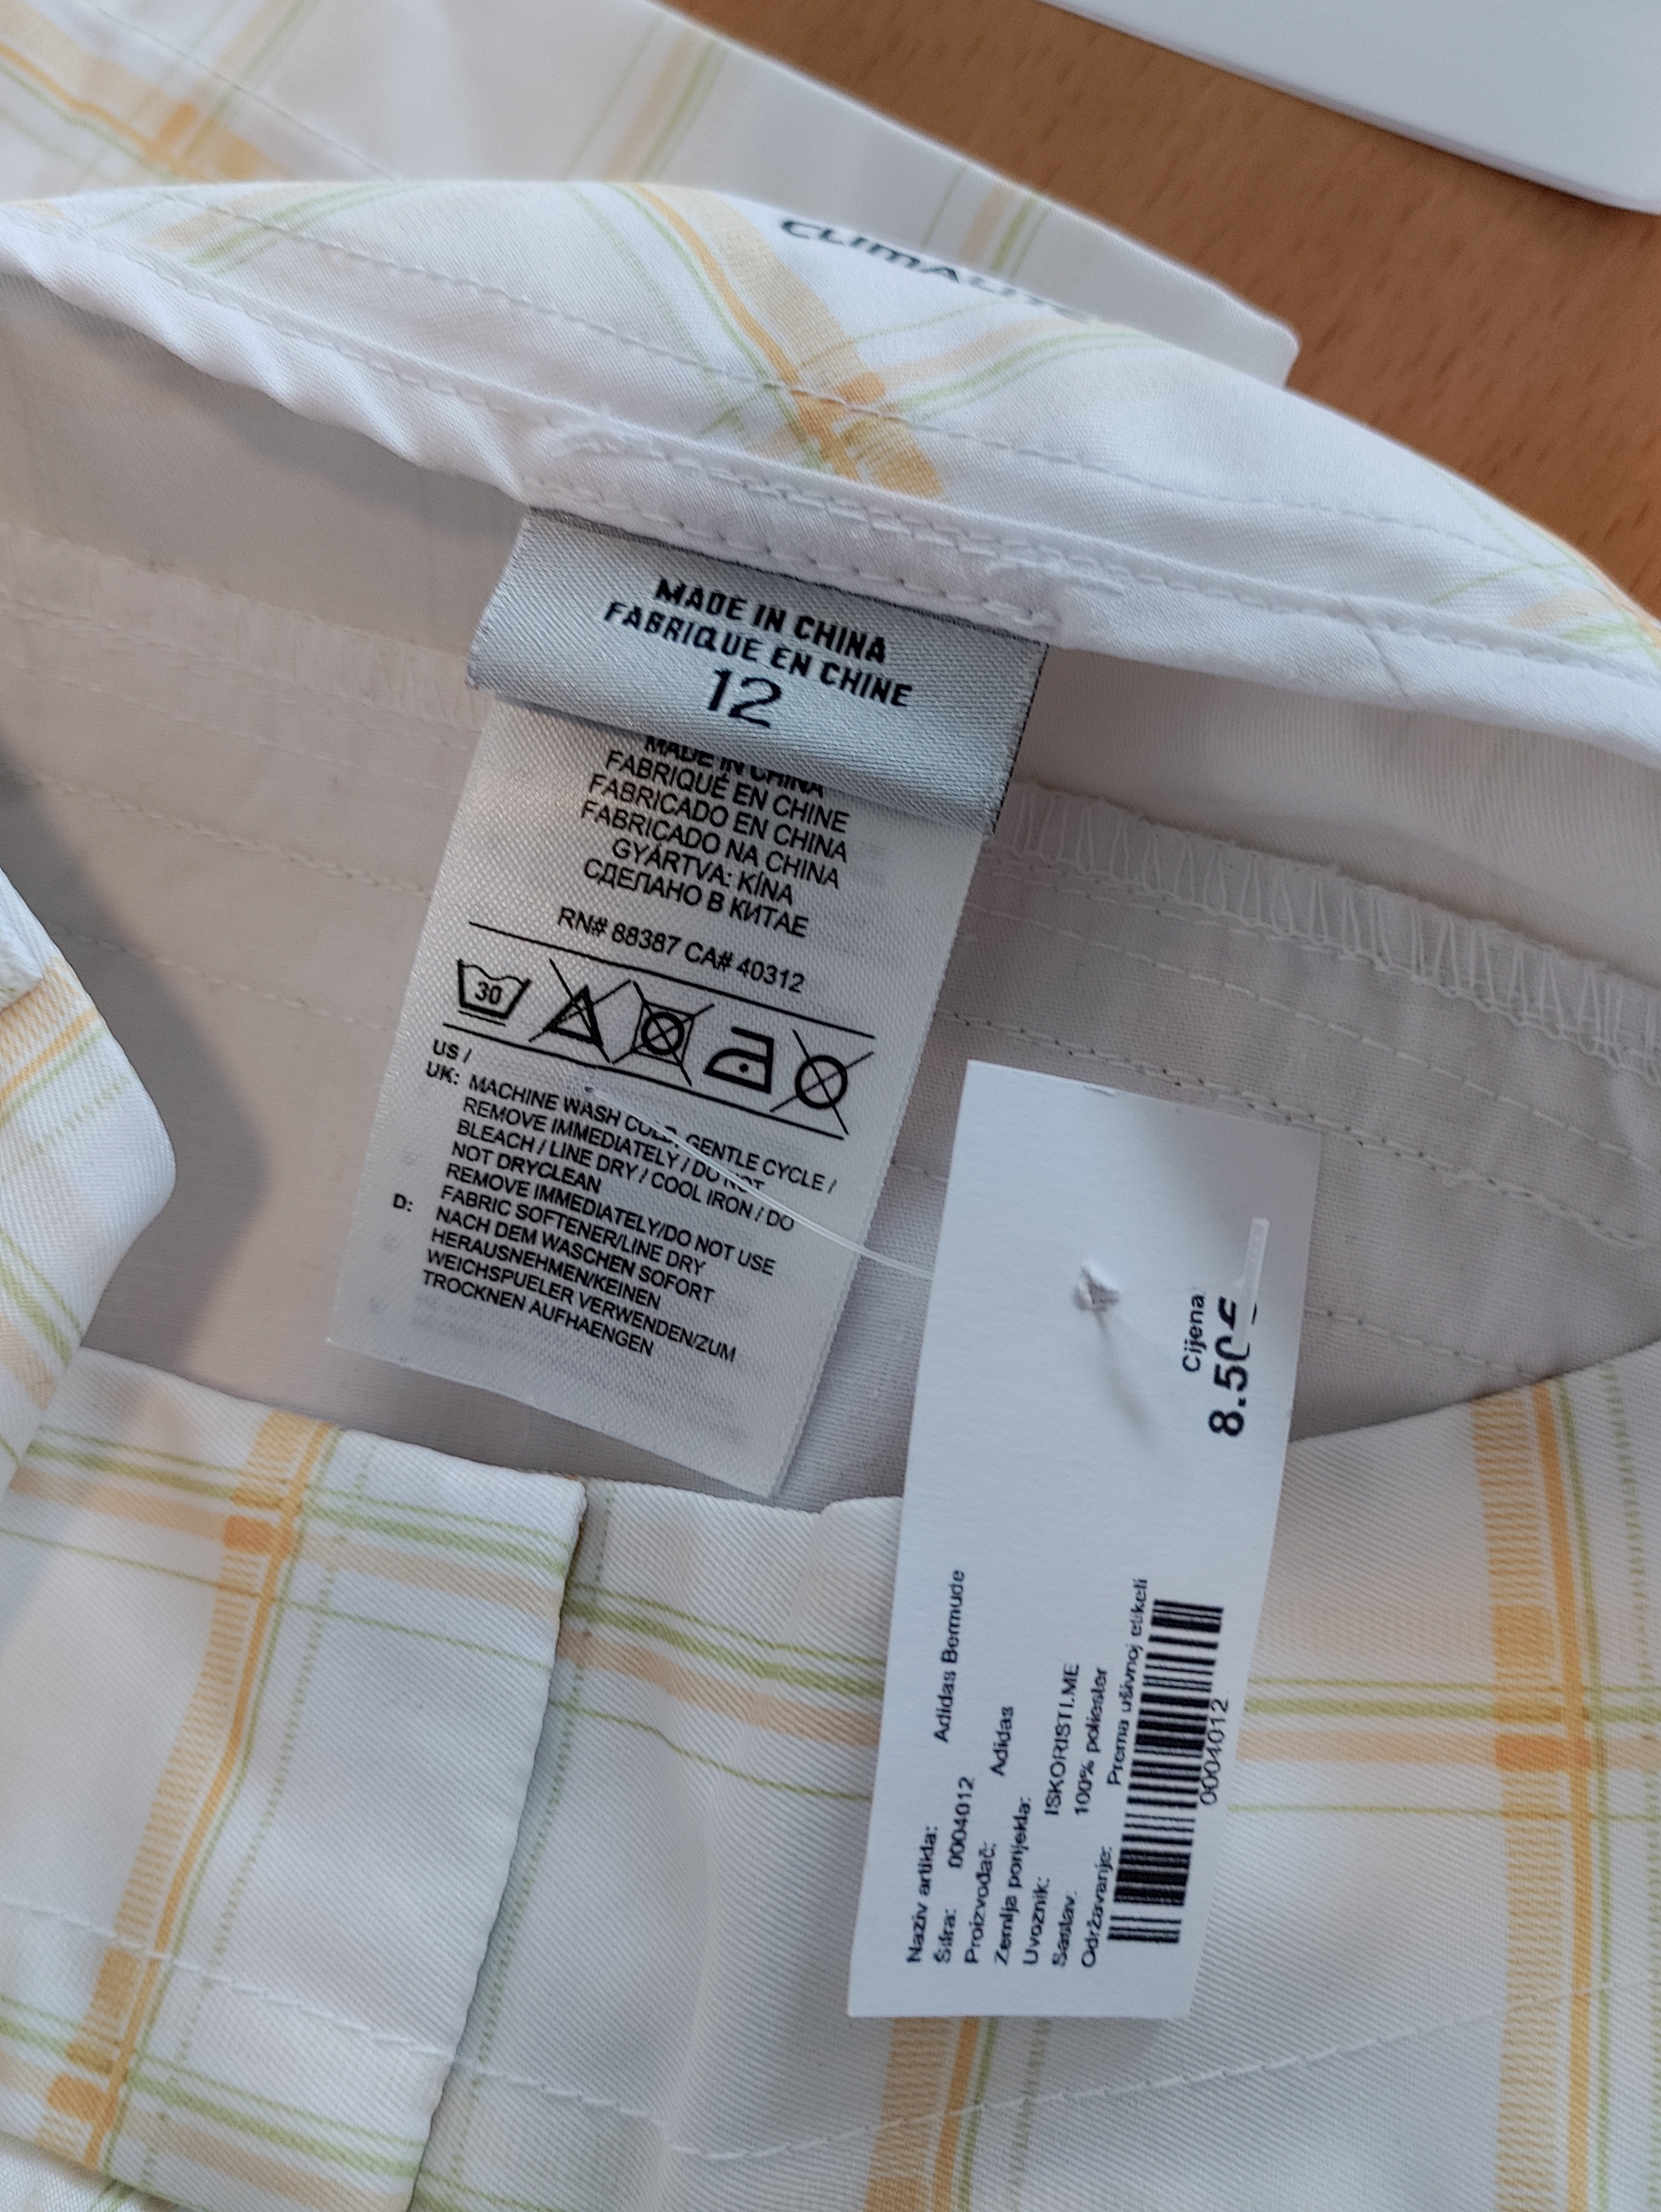 CLIMALITE
MADE IN CHINA
FABRIQUE EN CHINE
12
MADE IN CHINA
FABRIQUÉ EN CHINE
FABRICADO EN CHINA
FABRICADO NA CHINA
GYÁRTVA: KÍNA
СДЕЛАНО В КИТАЕ
RN# 88387 CA# 40312
30
US /
UK: MACHINE WASH COLD, GENTLE CYCLE /
REMOVE IMMEDIATELY / DO NOT
BLEACH / LINE DRY / COOL IRON / DO
NOT DRYCLEAN
REMOVE IMMEDIATELY/DO NOT USE
FABRIC SOFTENER/LINE DRY
D: NACH DEM WASCHEN SOFORT
HERAUSNEHMEN/KEINEN
WEICHSPUELER VERWENDEN/ZUM
TROCKNEN AUFHAENGEN
Naziv artikla: Adidas Bermude
Šifra: 0004012
Proizvođač: Adidas
Zemlja porijekla:
Uvoznik: ISKORISTI.ME
Sastav: 100% poliester
Održavanje: Prema ušivnoj etiketi
0004012
Cijena
8.50€